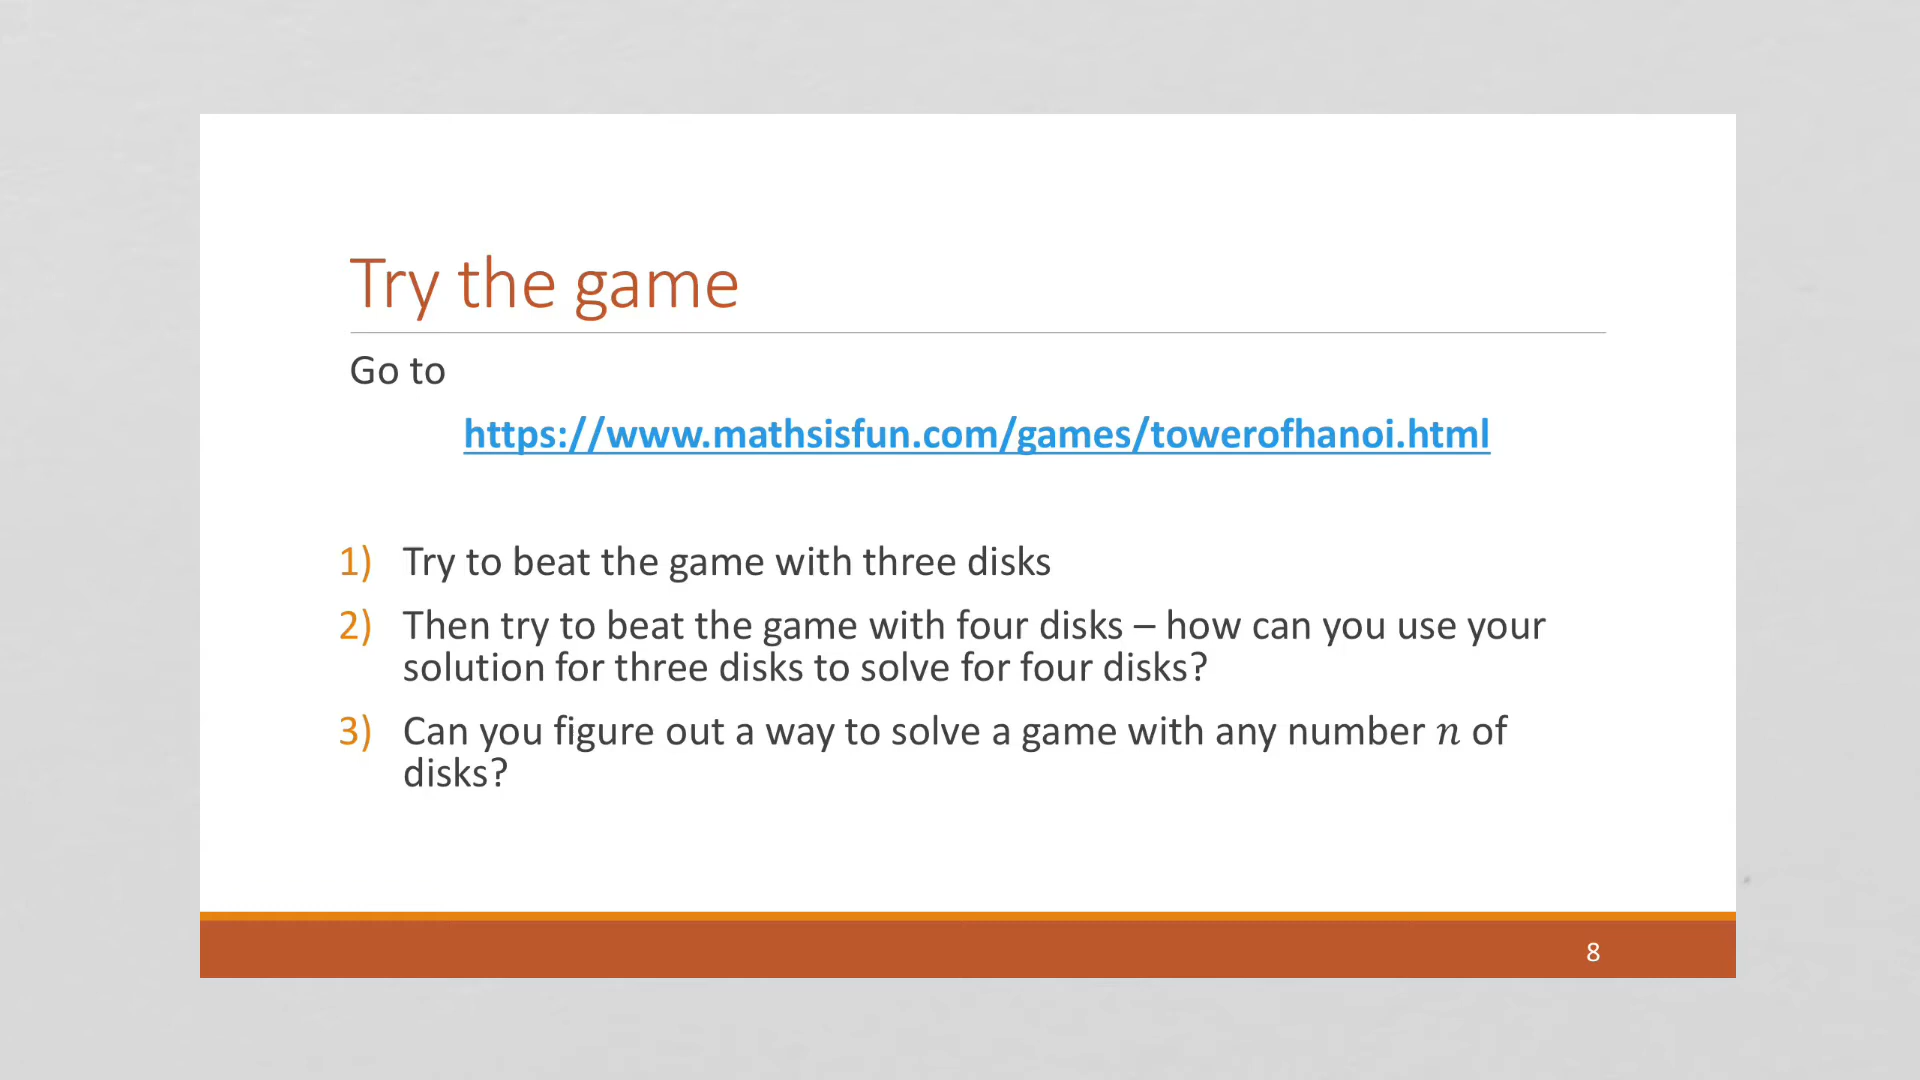 Try the game
Go to
https://www.mathsisfun.com/games/towerofhanoi.html
1) Try to beat the game with three disks
2) Then try to beat the game with four disks – how can you use your
solution for three disks to solve for four disks?
3) Can you figure out a way to solve a game with any number n of
disks?
8